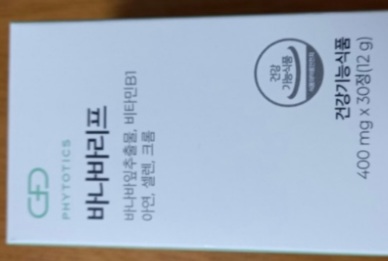 PHYTOTICS
바나바리프
바나바잎추출물, 비타민B1
아연, 셀렌, 크롬
건강
기능식품
건강기능식품
400 mg x 30정(12 g)